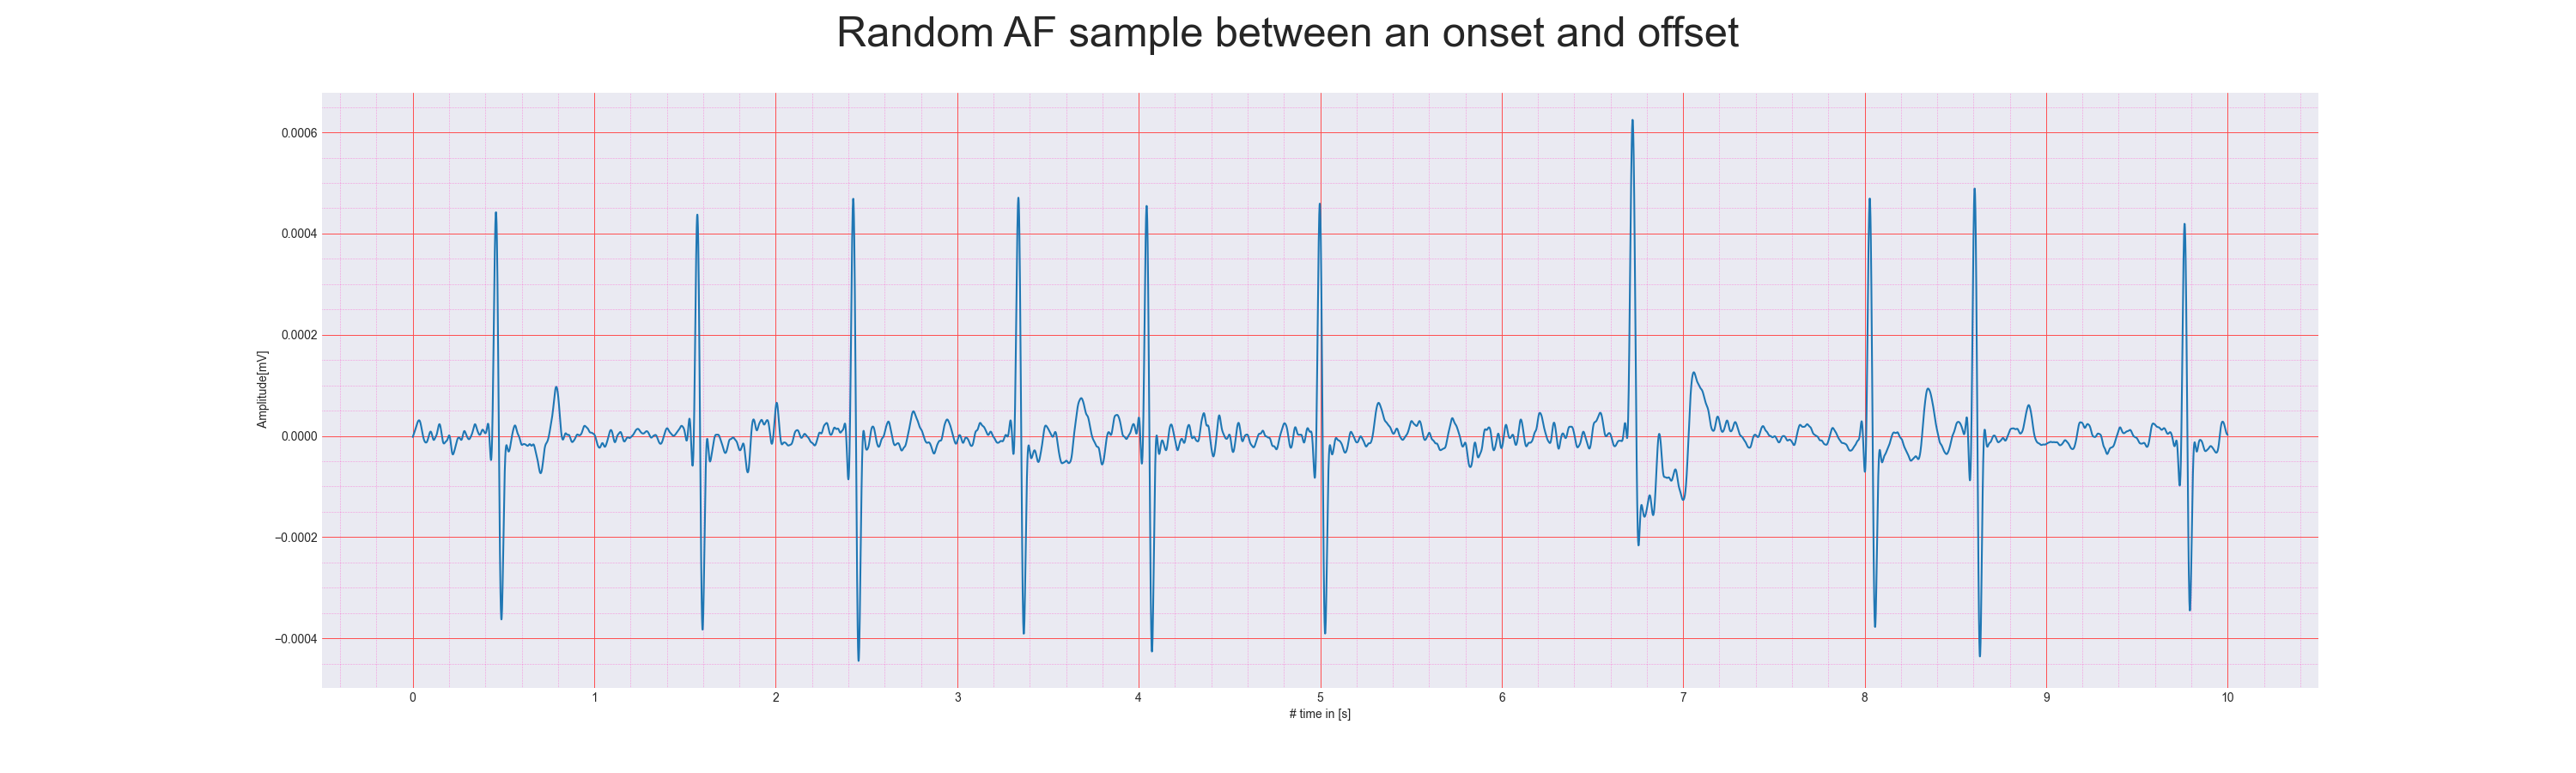 Random AF sample between an onset and offset
0.0006
0.0004
0.0002
0.0000
−0.0002
−0.0004
Amplitude[mV]
0 1 2 3 4 5 6 7 8 9 10
# time in [s]